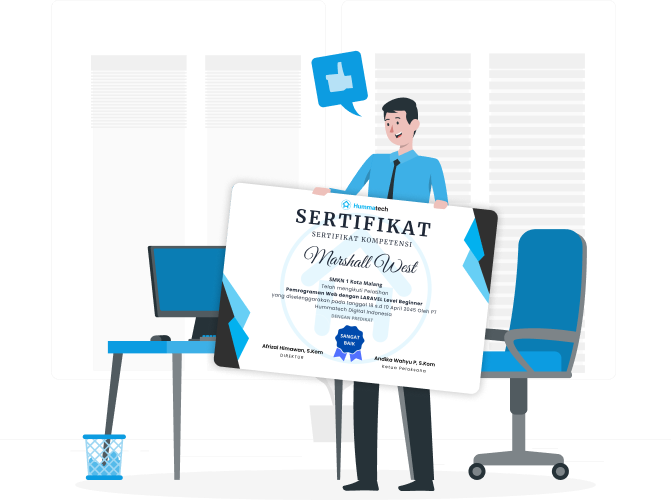 Hummatech
SERTIFIKAT
SERTIFIKAT KOMPETENSI
Marshall West
SMKN 1 Kota Malang
Telah mengikuti Pelatihan
Pemrograman Web dengan LARAVEL Level Beginner
yang diselenggarakan pada tanggal 18 s.d 10 April 2045 Oleh PT
Hummatech Digital Indonesia
DENGAN PREDIKAT
SANGAT
BAIK
Afrizal Himawan, S.Kom
DIREKTUR
Andika Wahyu P, S.Kom
Ketua Pelaksana